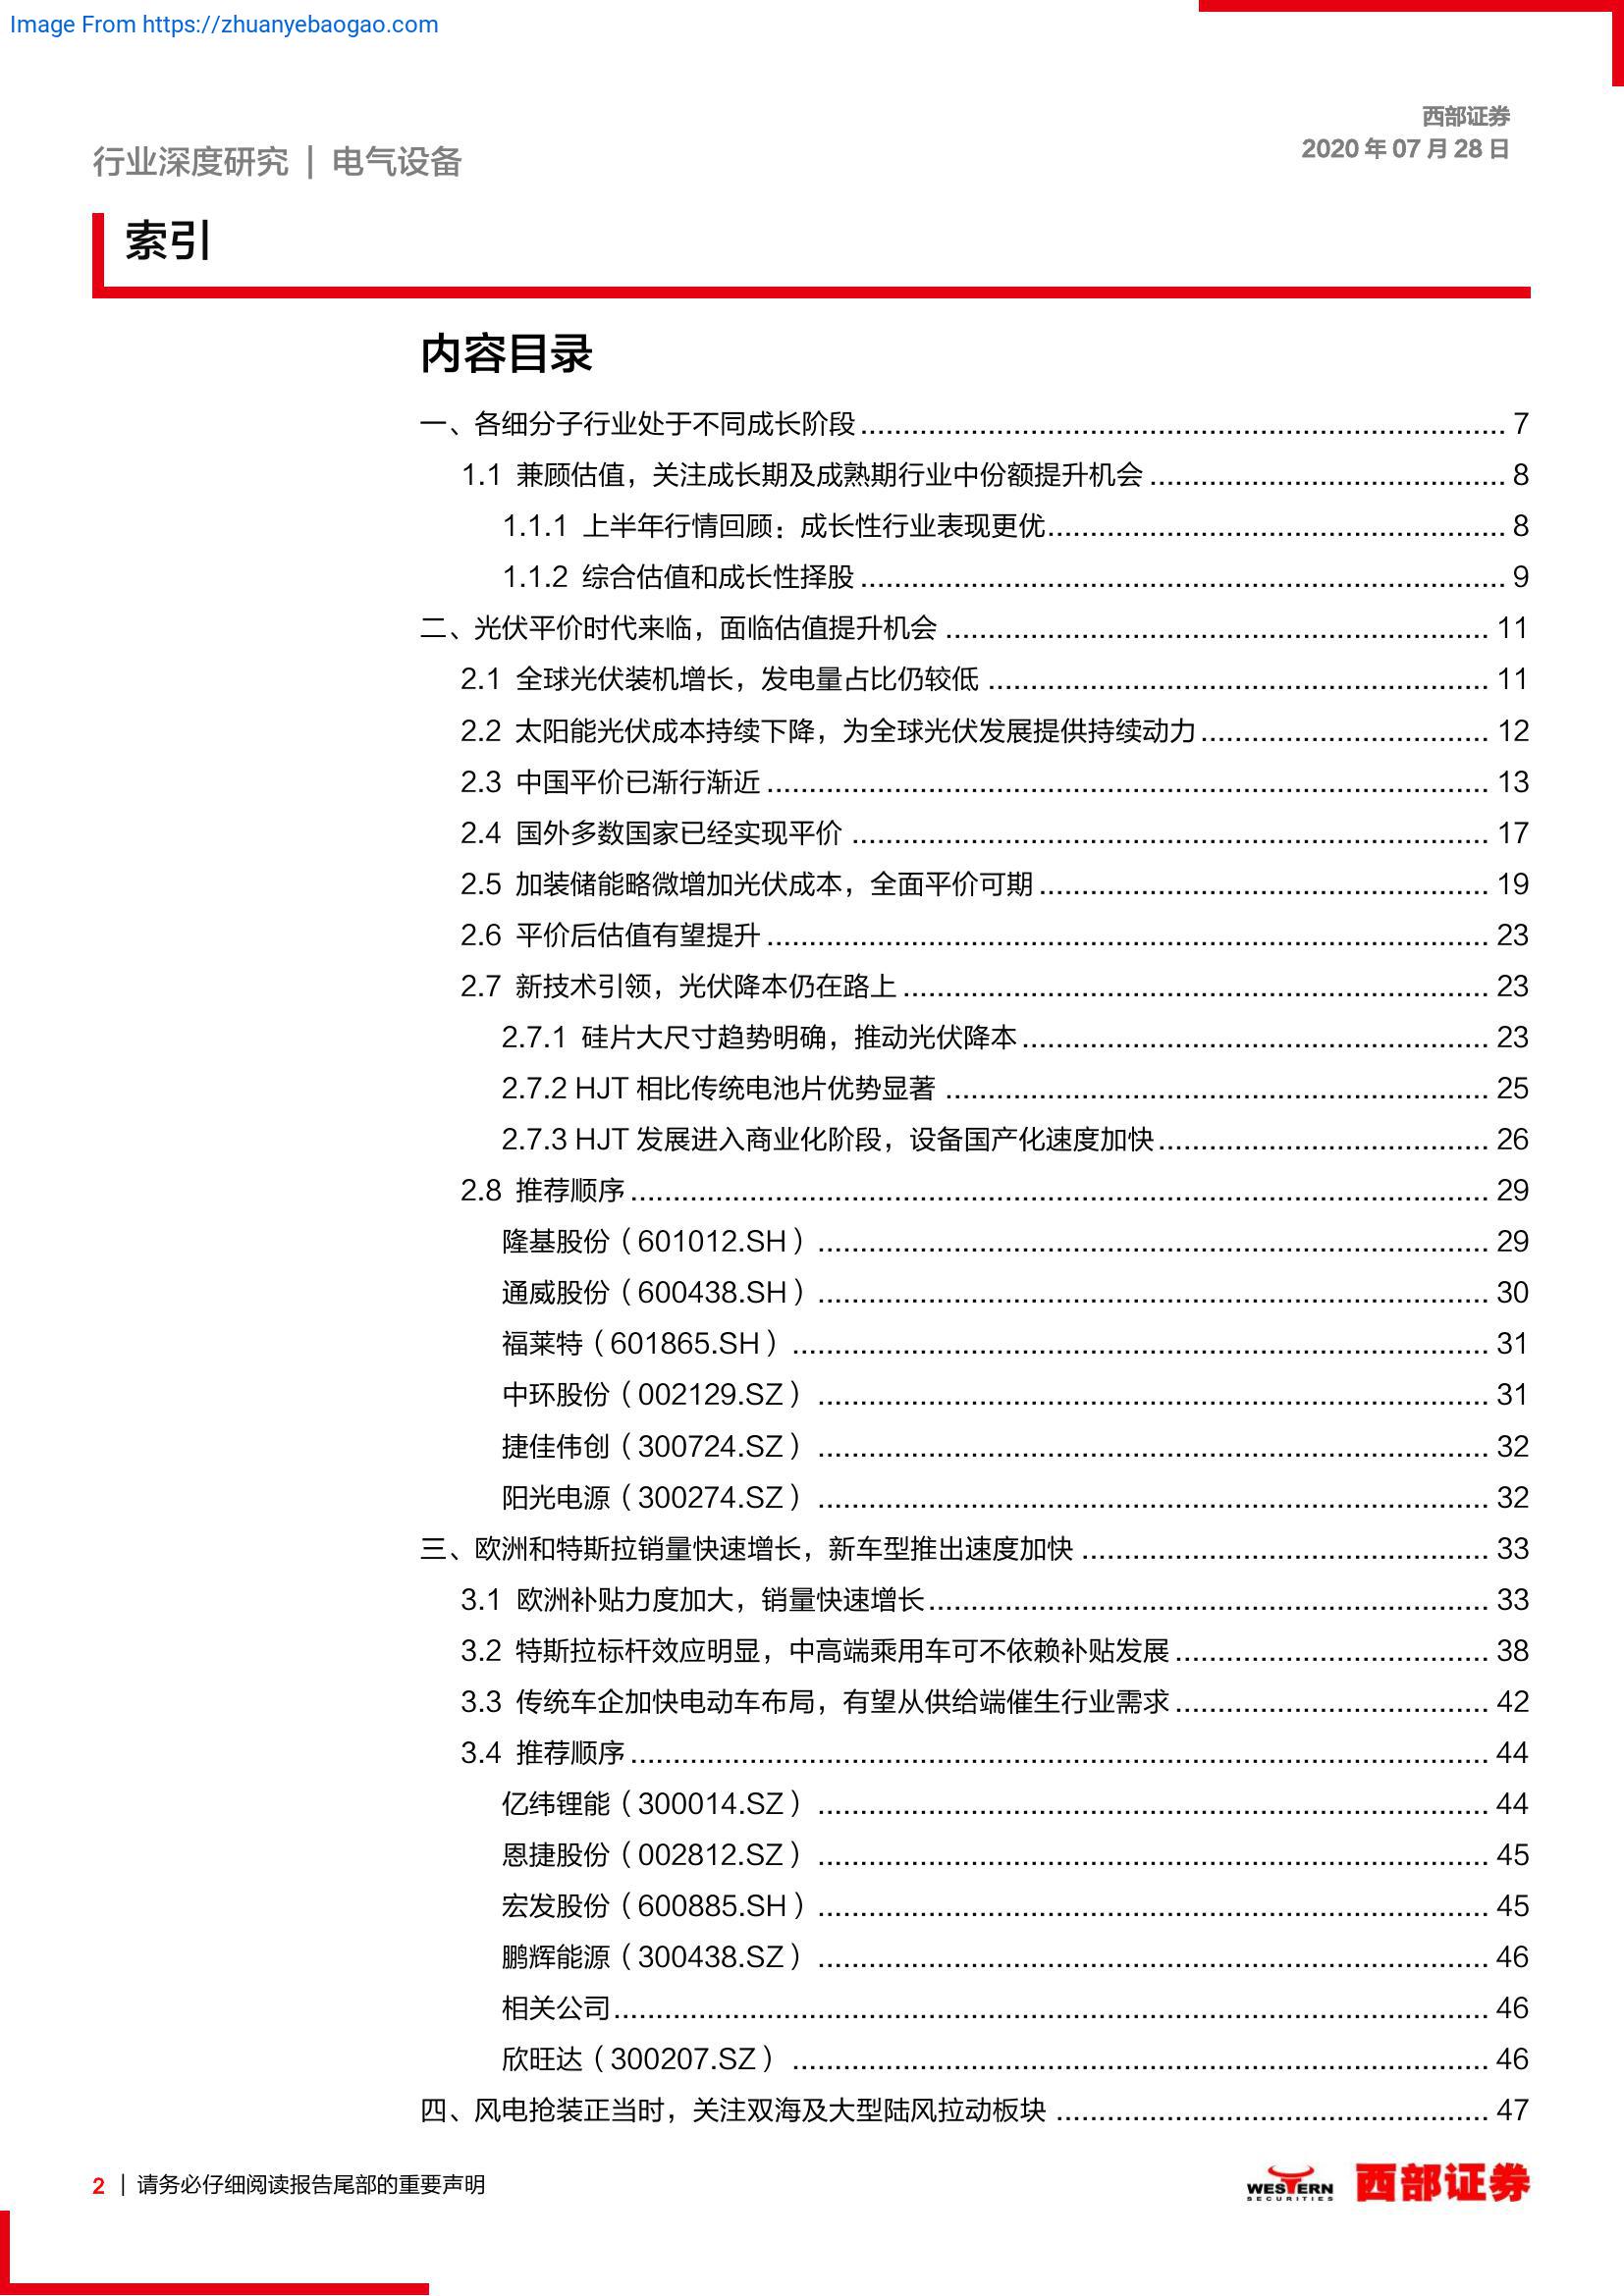 Image From https://zhuanyebaogao.com
西部证券
2020 年 07 月 28 日
行业深度研究 | 电气设备
索引
内容目录
一、各细分子行业处于不同成长阶段 7
1.1 兼顾估值，关注成长期及成熟期行业中份额提升机会 8
1.1.1 上半年行情回顾：成长性行业表现更优 8
1.1.2 综合估值和成长性择股 9
二、光伏平价时代来临，面临估值提升机会 11
2.1 全球光伏装机增长，发电量占比仍较低 11
2.2 太阳能光伏成本持续下降，为全球光伏发展提供持续动力 12
2.3 中国平价已渐行渐近 13
2.4 国外多数国家已经实现平价 17
2.5 加装储能略微增加光伏成本，全面平价可期 19
2.6 平价后估值有望提升 23
2.7 新技术引领，光伏降本仍在路上 23
2.7.1 硅片大尺寸趋势明确，推动光伏降本 23
2.7.2 HJT 相比传统电池片优势显著 25
2.7.3 HJT 发展进入商业化阶段，设备国产化速度加快 26
2.8 推荐顺序 29
隆基股份（601012.SH） 29
通威股份（600438.SH） 30
福莱特（601865.SH） 31
中环股份（002129.SZ） 31
捷佳伟创（300724.SZ） 32
阳光电源（300274.SZ） 32
三、欧洲和特斯拉销量快速增长，新车型推出速度加快 33
3.1 欧洲补贴力度加大，销量快速增长 33
3.2 特斯拉标杆效应明显，中高端乘用车可不依赖补贴发展 38
3.3 传统车企加快电动车布局，有望从供给端催生行业需求 42
3.4 推荐顺序 44
亿纬锂能（300014.SZ） 44
恩捷股份（002812.SZ） 45
宏发股份（600885.SH） 45
鹏辉能源（300438.SZ） 46
相关公司 46
欣旺达（300207.SZ） 46
四、风电抢装正当时，关注双海及大型陆风拉动板块 47
2 | 请务必仔细阅读报告尾部的重要声明
WESTERN
SECURITIES
西部证券